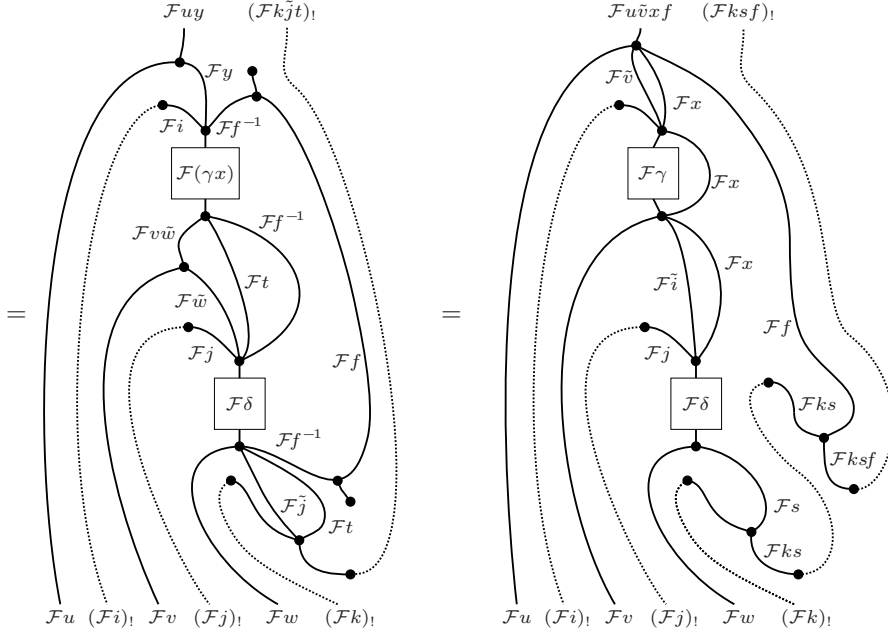 ℱuy (ℱk𝑗̃t)! ℱuṽxf (ℱksf)!
ℱy ℱṽ
ℱi ℱf⁻¹ ℱx
ℱ(γx) ℱγ ℱx
ℱvw̃ ℱf⁻¹
ℱw̃ ℱt ℱĩ ℱx
= =
ℱj ℱf ℱj ℱf
ℱδ ℱδ ℱks
ℱf⁻¹ ℱksf
ℱj̃ ℱt ℱs
ℱks
ℱu (ℱi)! ℱv (ℱj)! ℱw (ℱk)! ℱu (ℱi)! ℱv (ℱj)! ℱw (ℱk)!